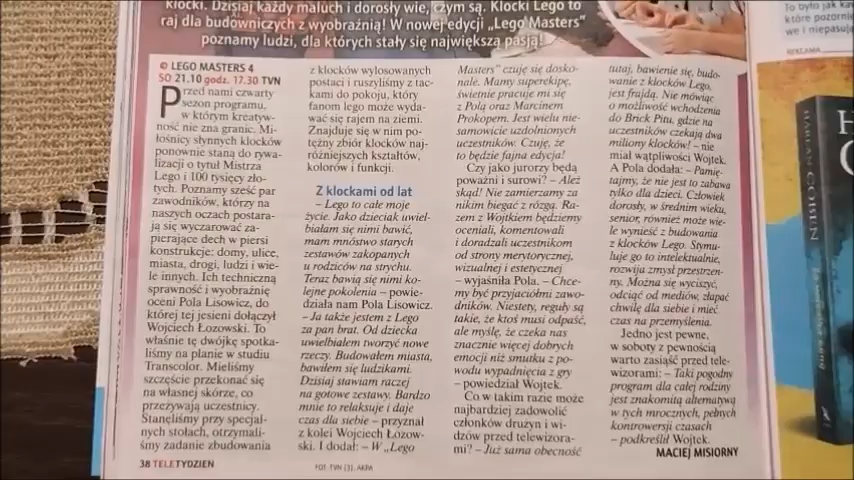 klocki. Dzisiaj każdy maluch i dorosły wie, czym są. Klocki Lego to
raj dla budowniczych z wyobraźnią! W nowej edycji „Lego Masters”
poznamy ludzi, dla których stały się największą pasją!
LEGO MASTERS 4
SO 21.10 godz. 17.30 TVN
Przed nami czwarty
sezon programu,
w którym kreatyw-
ność nie zna granic. Mi-
łośnicy słynnych klocków
ponownie staną do rywa-
lizacji o tytuł Mistrza
Lego i 100 tysięcy zło-
tych. Poznamy sześć par
zawodników, którzy na
naszych oczach postara-
ją się wyczarować za-
pierające dech w piersi
konstrukcje: domy, ulice,
miasta, drogi, ludzi i wie-
le innych. Ich techniczną
sprawność i wyobraźnię
oceni Pola Lisowicz, do
której tej jesieni dołączył
Wojciech Łozowski. To
właśnie tę dwójkę spotka-
liśmy na planie w studiu
Transcolor. Mieliśmy
szczęście przekonać się
na własnej skórze, co
przeżywają uczestnicy.
Stanęliśmy przy specjal-
nych stołach, otrzymali-
śmy zadanie zbudowania
z klocków wylosowanych
postaci i ruszyliśmy z tac-
kami do pokoju, który
fanom lego może wyda-
wać się rajem na ziemi.
Znajduje się w nim po-
tężny zbiór klocków naj-
różniejszych kształtów,
kolorów i funkcji.
Z klockami od lat
– Lego to całe moje
życie. Jako dzieciak uwiel-
białam się nimi bawić,
mam mnóstwo starych
zestawów zakopanych
u rodziców na strychu.
Teraz bawią się nimi ko-
lejne pokolenia – powie-
działa nam Pola Lisowicz.
– Ja także jestem z Lego
za pan brat. Od dziecka
uwielbiałem tworzyć nowe
rzeczy. Budowałem miasta,
bawiłem się ludzikami.
Dzisiaj stawiam raczej
na gotowe zestawy. Bardzo
mnie to relaksuje i daje
czas dla siebie – przyznał
z kolei Wojciech Łozow-
ski. I dodał: – W „Lego
Masters” czuję się dosko-
nale. Mamy superekipę,
świetnie pracuje mi się
z Polą oraz Marcinem
Prokopem. Jest wielu nie-
samowicie uzdolnionych
uczestników. Czuję, że
to będzie fajna edycja!
Czy jako jurorzy będą
poważni i surowi? – Ależ
skąd! Nie zamierzamy za
nikim biegać z rózgą. Ra-
zem z Wojtkiem będziemy
oceniali, komentowali
i doradzali uczestnikom
od strony merytorycznej,
wizualnej i estetycznej
– wyjaśniła Pola. – Chce-
my być przyjaciółmi zawo-
dników. Niestety, reguły są
takie, że ktoś musi odpaść,
ale myślę, że czeka nas
znacznie więcej dobrych
emocji niż smutku z po-
wodu wypadnięcia z gry
– powiedział Wojtek.
Co w takim razie może
najbardziej zadowolić
członków drużyn i wi-
dzów przed telewizora-
mi? – Już sama obecność
tutaj, bawienie się, budo-
wanie z klocków Lego,
jest frajdą. Nie mówiąc
o możliwość wchodzenia
do Brick Pitu, gdzie na
uczestników czekają dwa
miliony klocków! – nie
miał wątpliwości Wojtek.
A Pola dodała: – Pamię-
tajmy, że nie jest to zabawa
tylko dla dzieci. Człowiek
dorosły, w średnim wieku,
senior, również może wie-
le wynieść z budowania
z klocków Lego. Stymu-
luje go to intelektualnie,
rozwija zmysł przestrzen-
ny. Można się wyciszyć,
odciąć od mediów, złapać
chwilę dla siebie i mieć
czas na przemyślenia.
Jedno jest pewne,
w soboty z pewnością
warto zasiąść przed tele-
wizorami: – Taki pogodny
program dla całej rodziny
jest znakomitą alternatywą
w tych mrocznych, pełnych
kontrowersji czasach
– podkreślił Wojtek.
MACIEJ MISIORNY
38 TELETYDZIEŃ
FOT. TVN (3), AKPA
To było jak
które pozornie
we i niepasują
REKLAMA
HARLAN COBEN